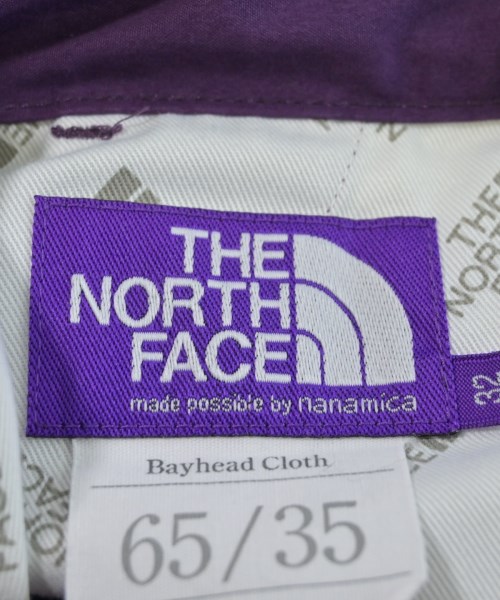 THE
NORTH
FACE
made possible by nanamica
32
Bayhead Cloth
65/35